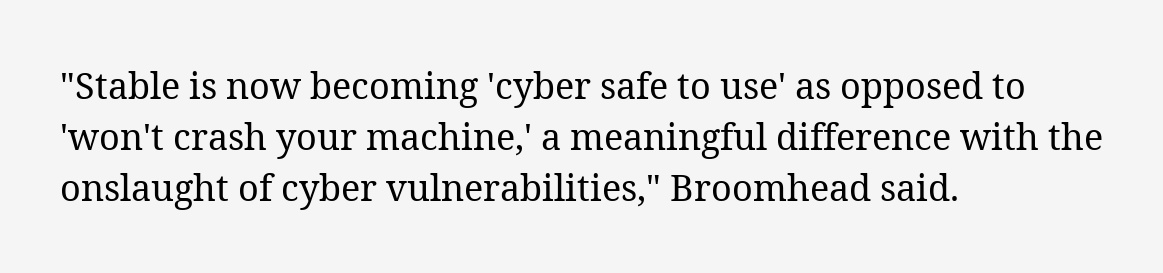 "Stable is now becoming 'cyber safe to use' as opposed to
'won't crash your machine,' a meaningful difference with the
onslaught of cyber vulnerabilities," Broomhead said.